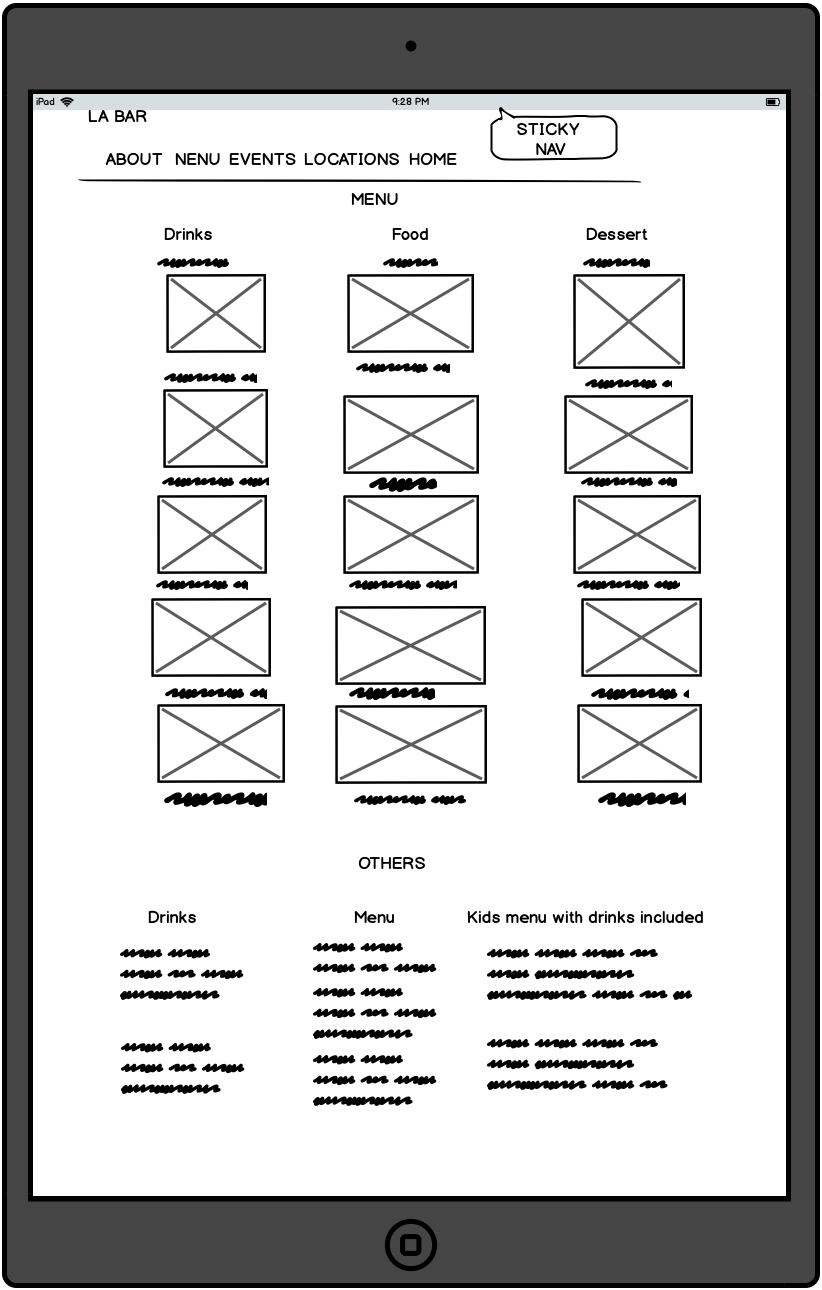 iPad 9:28 PM
LA BAR
STICKY
NAV
ABOUT NENU EVENTS LOCATIONS HOME
MENU
Drinks Food Dessert
OTHERS
Drinks Menu Kids menu with drinks included